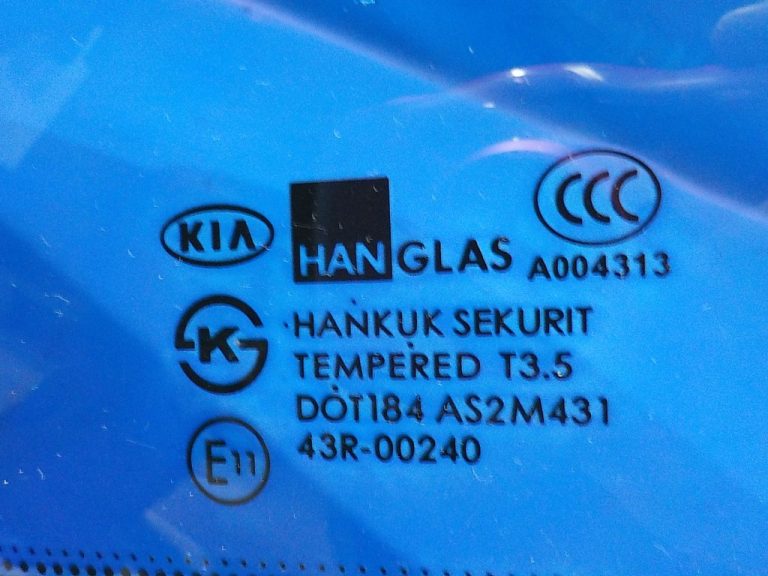 KIA
HANGLAS
CCC
A004313
K
HANKUK SEKURIT
TEMPERED T3.5
DOT184 AS2M431
43R-00240
E11